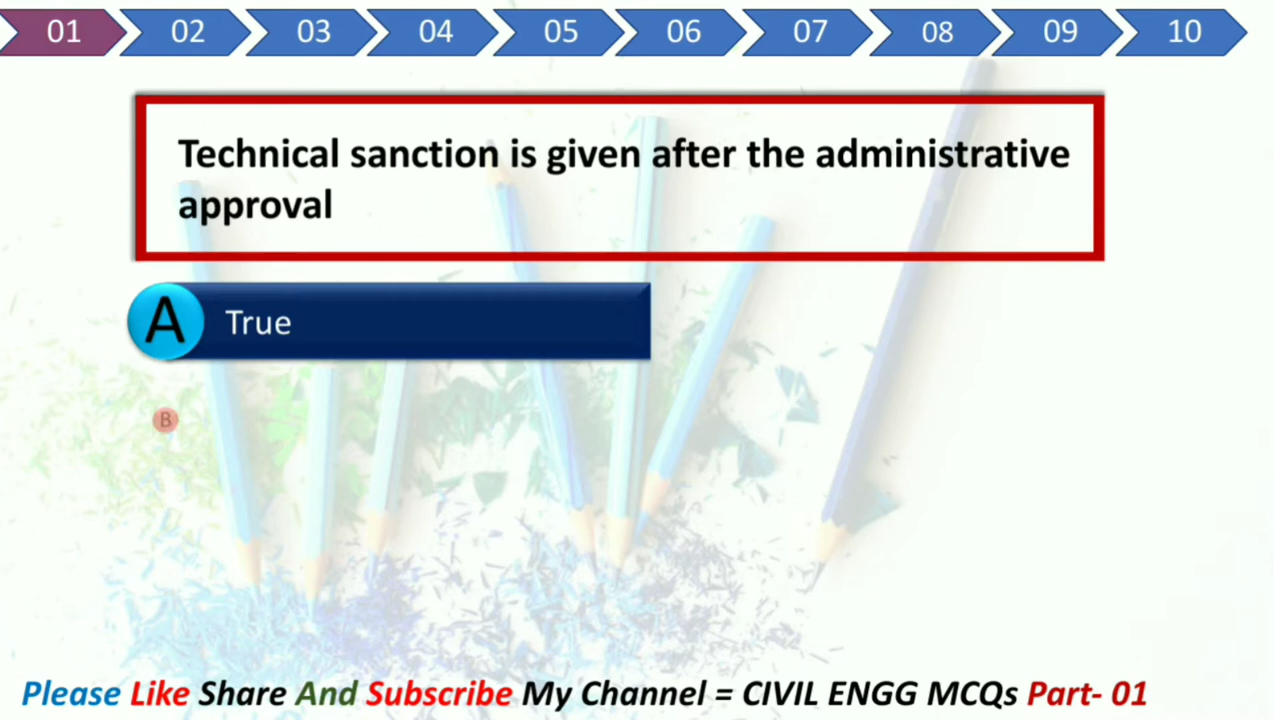 01 02 03 04 05 06 07 08 09 10
Technical sanction is given after the administrative
approval
A True
B
Please Like Share And Subscribe My Channel = CIVIL ENGG MCQs Part- 01